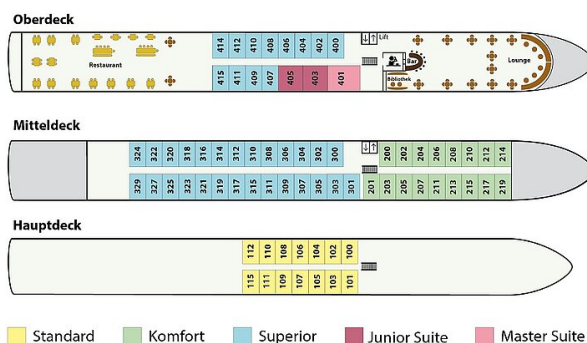 Oberdeck
414 412 410 408 406 404 402 400
Lift
Restaurant
Bar
Lounge
415 411 409 407 405 403 401
Bibliothek
Mitteldeck
324 322 320 318 316 314 312 310 308 306 304 302 300
200 202 204 206 208 210 212 214
329 327 325 323 321 319 317 315 311 309 307 305 303 301
201 203 205 207 211 213 215 217 219
Hauptdeck
112 110 108 106 104 102 100
115 111 109 107 105 103 101
Standard Komfort Superior Junior Suite Master Suite